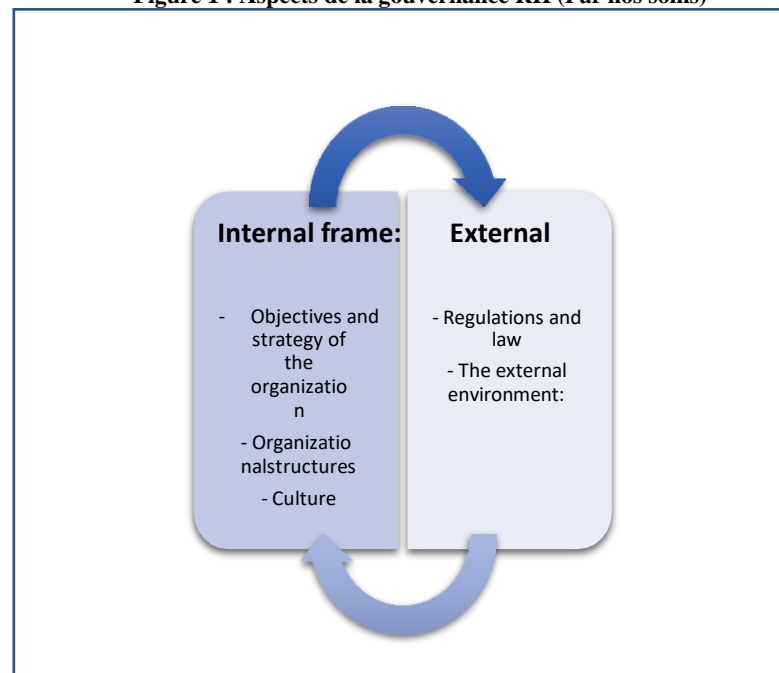 Figure 1 : Aspects de la gouvernance RH (Par nos soins)
Internal frame:
- Objectives and
strategy of
the
organizatio
n
- Organizatio
nalstructures
- Culture
External
- Regulations and
law
- The external
environment: